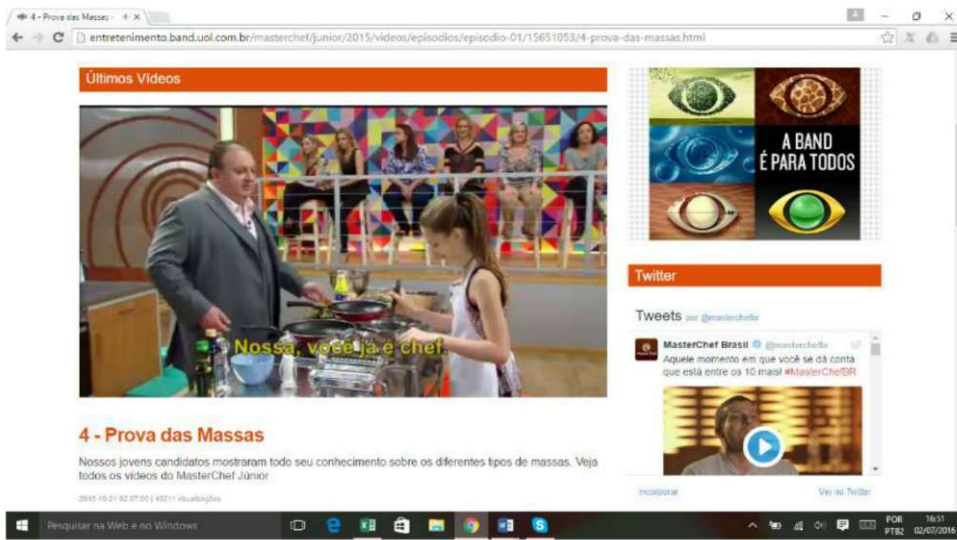 4 - Prova das Massas -
entretenimento.band.uol.com.br/masterchef/junior/2015/videos/episodios/episodio-01/15651053/4-prova-das-massas.html
Últimos Vídeos
Nossa, você já é chef.
4 - Prova das Massas
Nossos jovens candidatos mostraram todo seu conhecimento sobre os diferentes tipos de massas. Veja
todos os vídeos do MasterChef Júnior
A BAND
É PARA TODOS
Twitter
Tweets por @masterchefbr
MasterChef Brasil @masterchefbr
Aquele momento em que você se dá conta
que está entre os 10 mais! #MasterChefBR
Incorporar
Ver no Twitter
Pesquisar na Web e no Windows
POR
PTB2
16:51
02/07/2016